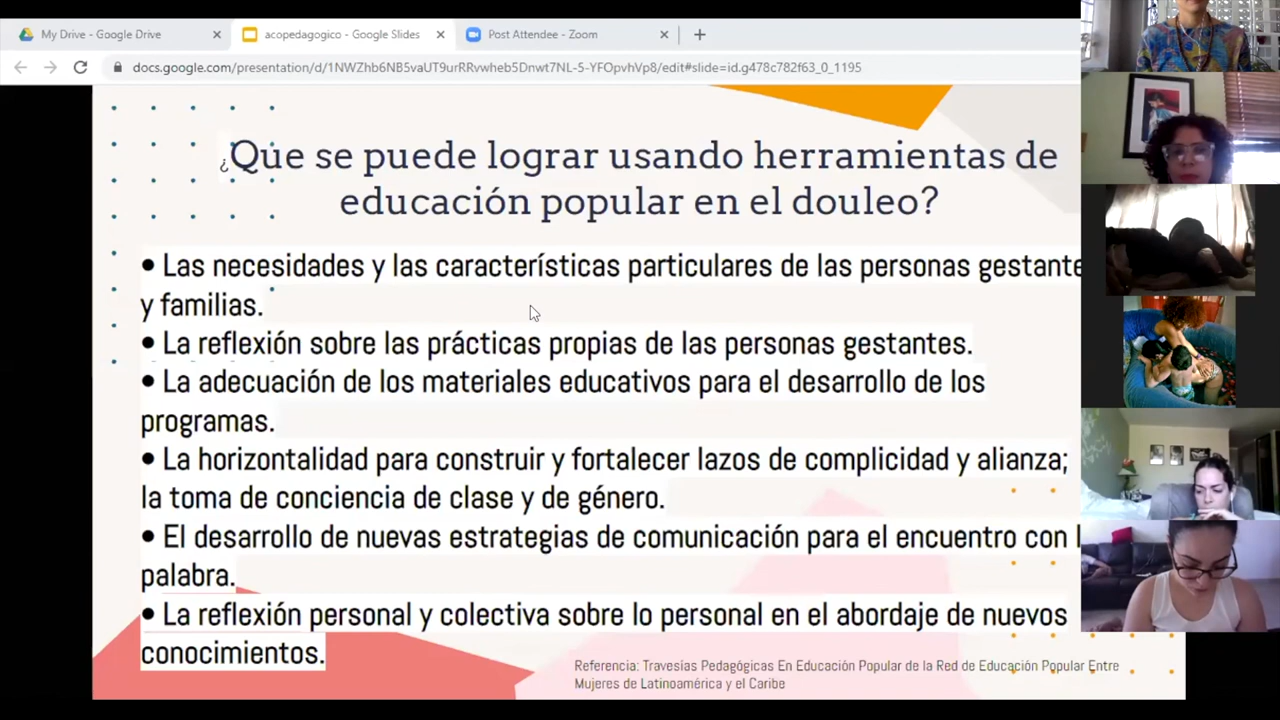 My Drive - Google Drive
acopedagogico - Google Slides
Post Attendee - Zoom
docs.google.com/presentation/d/1NWZhb6NB5vaUT9urRRvwheb5Dnwt7NL-5-YFOpvhVp8/edit#slide=id.g478c782f63_0_1195
¿Que se puede lograr usando herramientas de
educación popular en el douleo?
• Las necesidades y las características particulares de las personas gestante
y familias.
• La reflexión sobre las prácticas propias de las personas gestantes.
• La adecuación de los materiales educativos para el desarrollo de los
programas.
• La horizontalidad para construir y fortalecer lazos de complicidad y alianza;
la toma de conciencia de clase y de género.
• El desarrollo de nuevas estrategias de comunicación para el encuentro con l
palabra.
• La reflexión personal y colectiva sobre lo personal en el abordaje de nuevos
conocimientos.
Referencia: Travesias Pedagógicas En Educación Popular de la Red de Educación Popular Entre
Mujeres de Latinoamérica y el Caribe